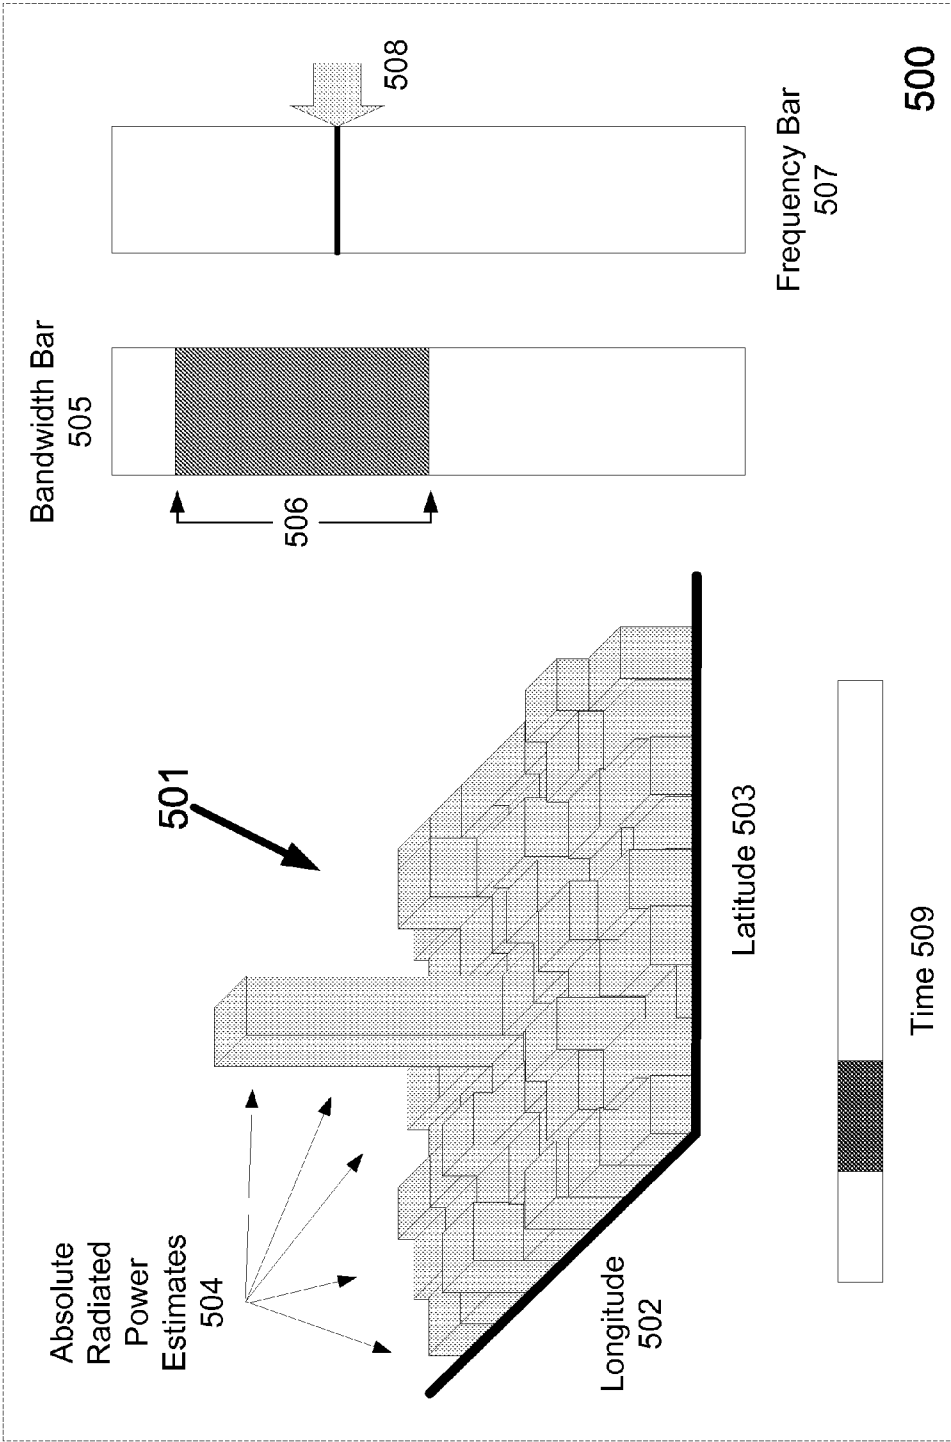 Absolute
Radiated
Power
Estimates
504
501
Longitude
502
Latitude 503
Time 509
Bandwidth Bar
505
506
508
Frequency Bar
507
500